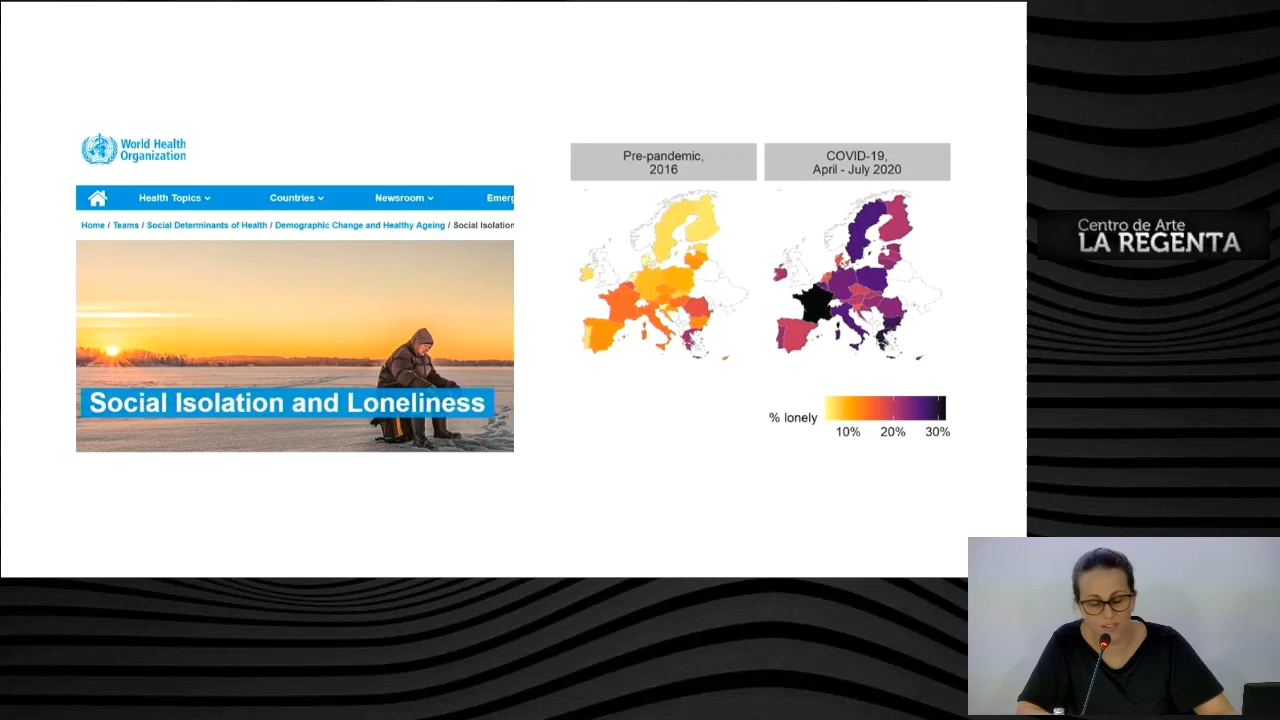 World Health
Organization
Health Topics
Countries
Newsroom
Emerg
Home / Teams / Social Determinants of Health / Demographic Change and Healthy Ageing / Social Isolation
Social Isolation and Loneliness
Pre-pandemic,
2016
COVID-19,
April - July 2020
% lonely
10% 20% 30%
Centro de Arte
LA REGENTA